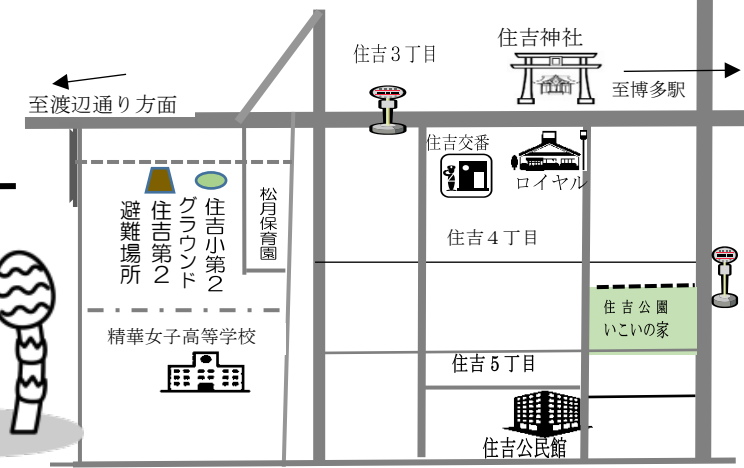 住吉神社
住吉３丁目
至博多駅
至渡辺通り方面
住吉交番
ロイヤル
松月保育園
住吉小第２
グラウンド
住吉第２
避難場所
住吉４丁目
住吉公園
いこいの家
精華女子高等学校
住吉５丁目
住吉公民館